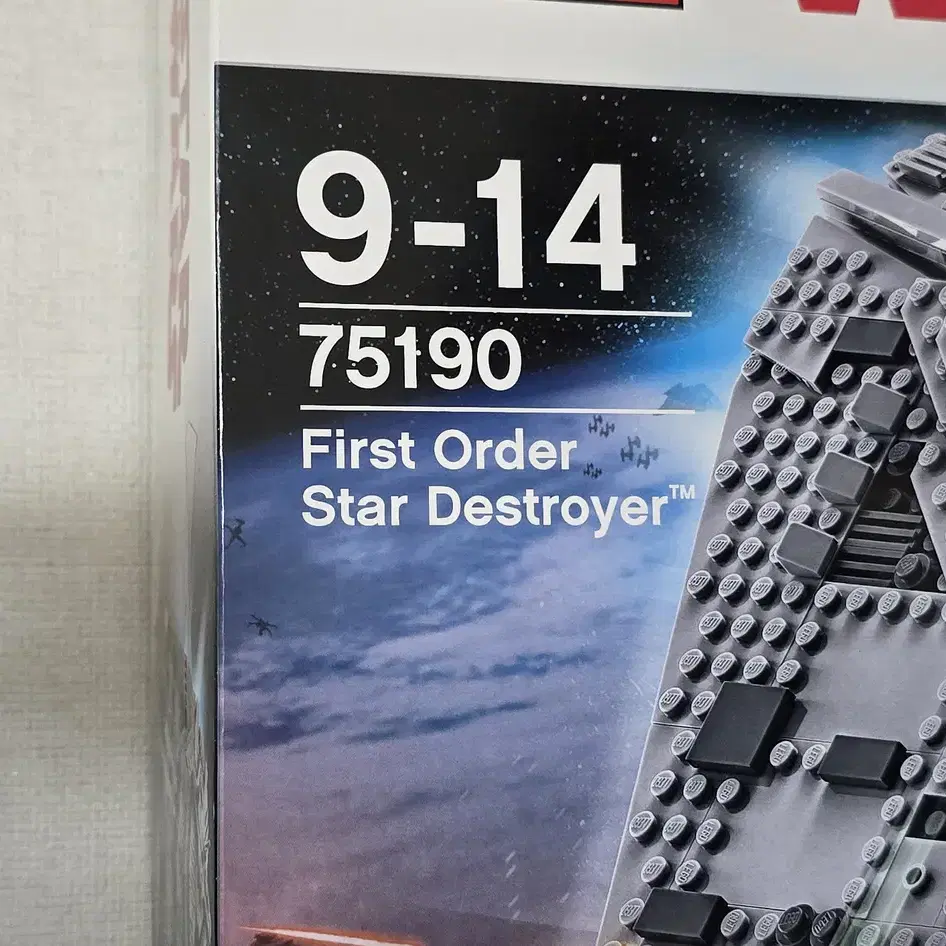 9-14
75190
First Order
Star Destroyer™